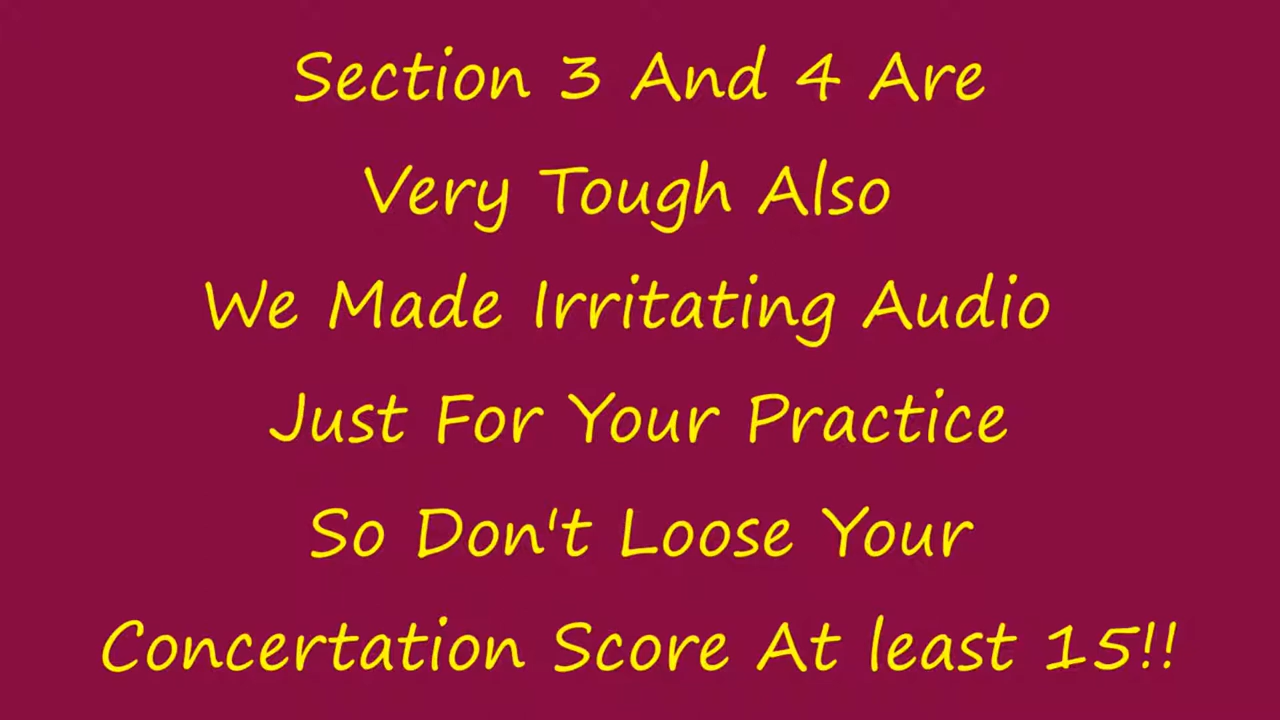 Section 3 And 4 Are
Very Tough Also
We Made Irritating Audio
Just For Your Practice
So Don't Loose Your
Concertation Score At least 15!!